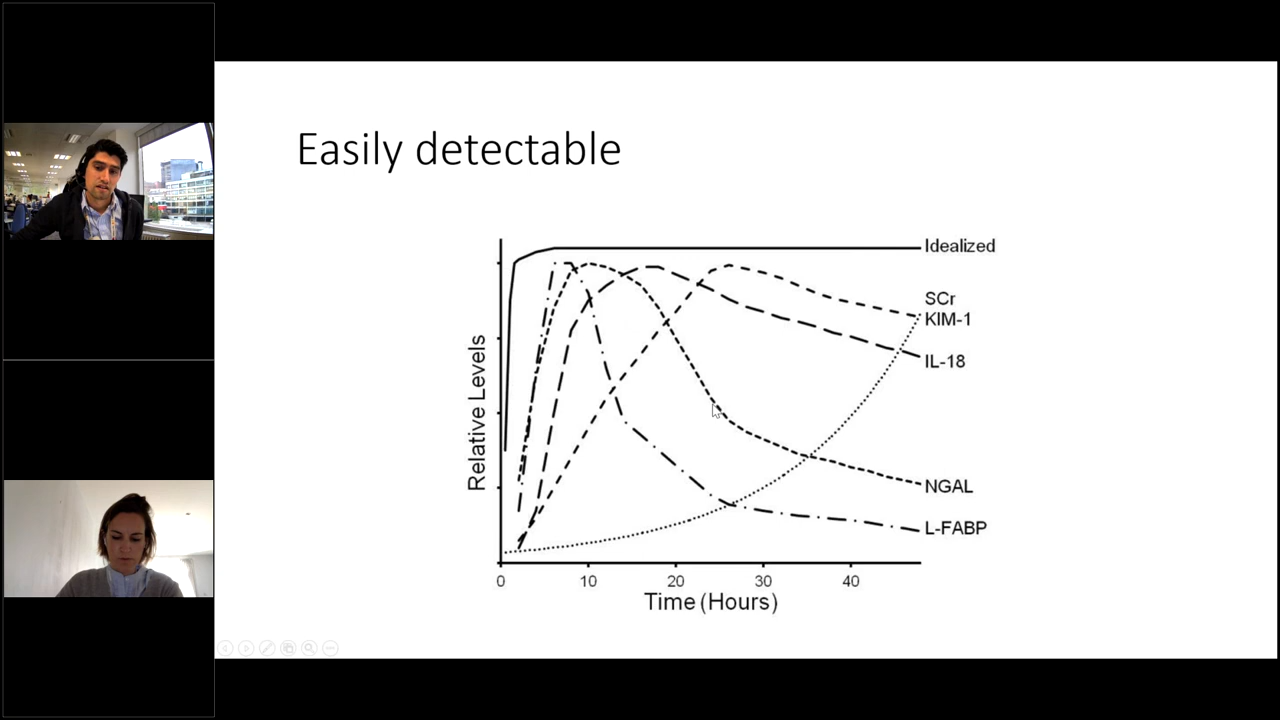 Easily detectable
Relative Levels
Idealized
SCr
KIM-1
IL-18
NGAL
L-FABP
0 10 20 30 40
Time (Hours)